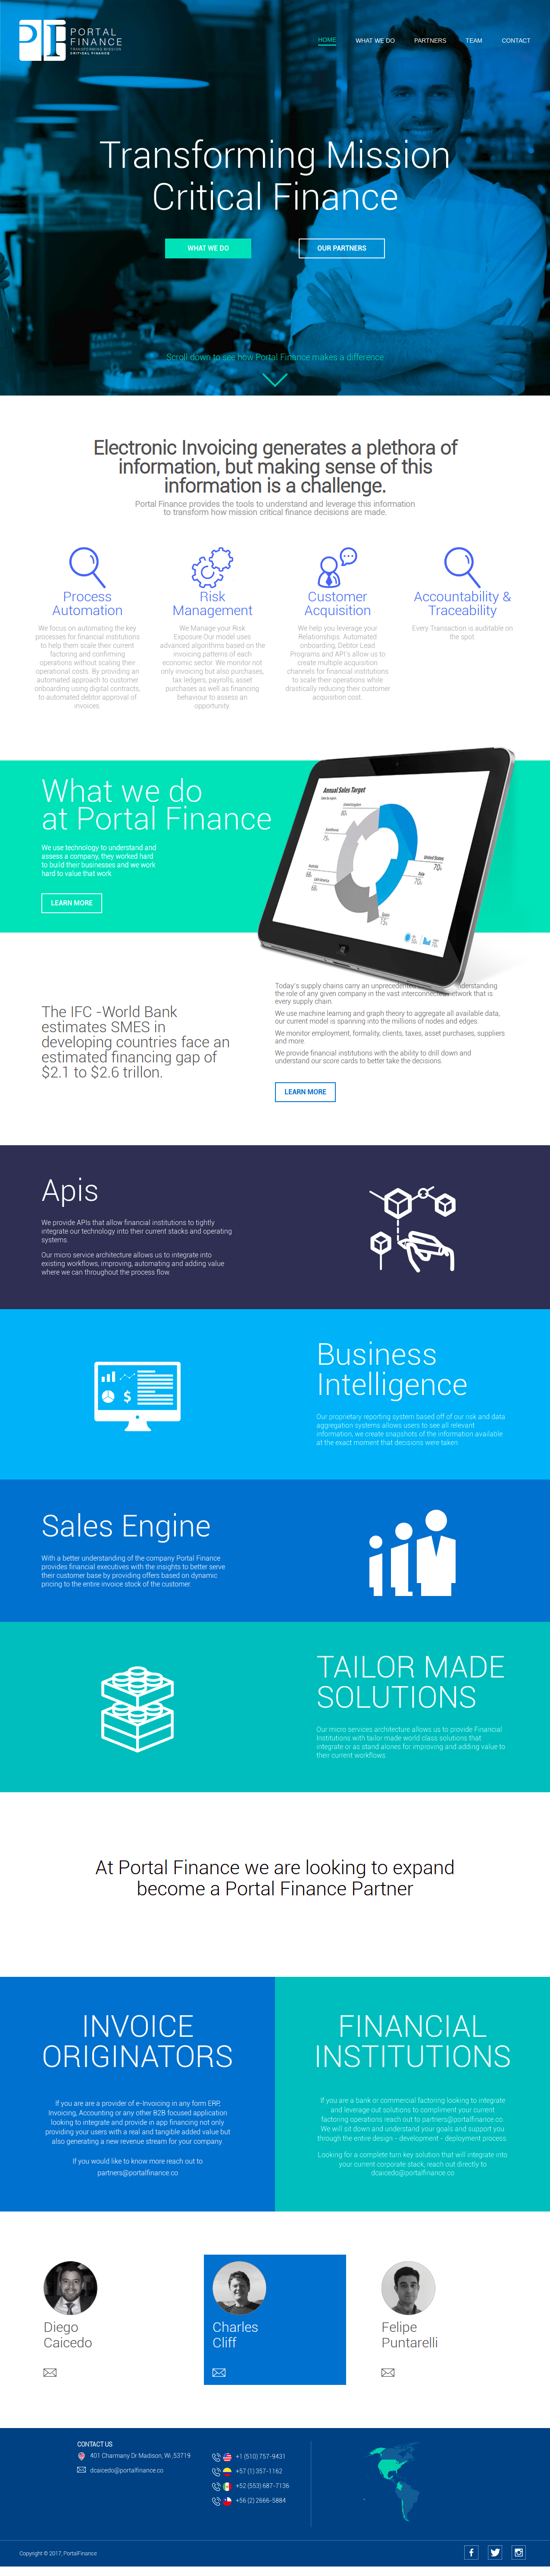 PORTAL
FINANCE
TRANSFORMING MISSION
CRITICAL FINANCE
HOME
WHAT WE DO
PARTNERS
TEAM
CONTACT
Transforming Mission
Critical Finance
WHAT WE DO
OUR PARTNERS
Scroll down to see how Portal Finance makes a difference
Electronic Invoicing generates a plethora of
information, but making sense of this
information is a challenge.
Portal Finance provides the tools to understand and leverage this information
to transform how mission critical finance decisions are made.
Process
Automation
We focus on automating the key
processes for financial institutions
to help them scale their current
factoring and confirming
operations without scaling their
operational costs. By providing an
automated approach to customer
onboarding using digital contracts,
to automated debtor approval of
invoices.
Risk
Management
We Manage your Risk
Exposure Our model uses
advanced algorithms based on the
invoicing patterns of each
economic sector. We monitor not
only invoicing but also purchases,
tax ledgers, payrolls, asset
purchases as well as financing
behaviour to assess an
opportunity.
Customer
Acquisition
We help you leverage your
Relationships. Automated
onboarding, Debtor Lead
Programs and API's allow us to
create multiple acquisition
channels for financial institutions
to scale their operations while
drastically reducing their customer
acquisition cost.
Accountability &
Traceability
Every Transaction is auditable on
the spot.
What we do
at Portal Finance
We use technology to understand and
assess a company, they worked hard
to build their businesses and we work
hard to value that work
LEARN MORE
Annual Sales Target
The IFC -World Bank
estimates SMES in
developing countries face an
estimated financing gap of
$2.1 to $2.6 trillon.
Today's supply chains carry an unprecedented derstanding
the role of any given company in the vast interconnected network that is
every supply chain.
We use machine learning and graph theory to aggregate all available data,
our current model is spanning into the millions of nodes and edges.
We monitor employment, formality, clients, taxes, asset purchases, suppliers
and more.
We provide financial institutions with the ability to drill down and
understand our score cards to better take the decisions.
LEARN MORE
Apis
We provide APIs that allow financial institutions to tightly
integrate our technology into their current stacks and operating
systems.
Our micro service architecture allows us to integrate into
existing workflows, improving, automating and adding value
where we can throughout the process flow.
Business
Intelligence
Our proprietary reporting system based off of our risk and data
aggregation systems allows users to see all relevant
information, we create snapshots of the information available
at the exact moment that decisions were taken
Sales Engine
With a better understanding of the company Portal Finance
provides financial executives with the insights to better serve
their customer base by providing offers based on dynamic
pricing to the entire invoice stock of the customer.
TAILOR MADE
SOLUTIONS
Our micro services architecture allows us to provide Financial
Institutions with tailor made world class solutions that
integrate or as stand alones for improving and adding value to
their current workflows.
At Portal Finance we are looking to expand
become a Portal Finance Partner
INVOICE
ORIGINATORS
If you are are a provider of e-Invoicing in any form ERP,
Invoicing, Accounting or any other B2B focused application
looking to integrate and provide in app financing not only
providing your users with a real and tangible added value but
also generating a new revenue stream for your company.
If you would like to know more reach out to
partners@portalfinance.co
FINANCIAL
INSTITUTIONS
If you are a bank or commercial factoring looking to integrate
and leverage out solutions to compliment your current
factoring operations reach out to partners@portalfinance.co
We will sit down and understand your goals and support you
through the entire design - development - deployment process.
Looking for a complete turn key solution that will integrate into
your current corporate stack, reach out directly to
dcaicedo@portalfinance.co
Diego
Caicedo
Charles
Cliff
Felipe
Puntarelli
CONTACT US
401 Charmany Dr Madison, Wi ,53719
dcaicedo@portalfinance.co
+1 (510) 757-9431
+57 (1) 357-1162
+52 (553) 687-7136
+56 (2) 2666-5884
Copyright © 2017, PortalFinance